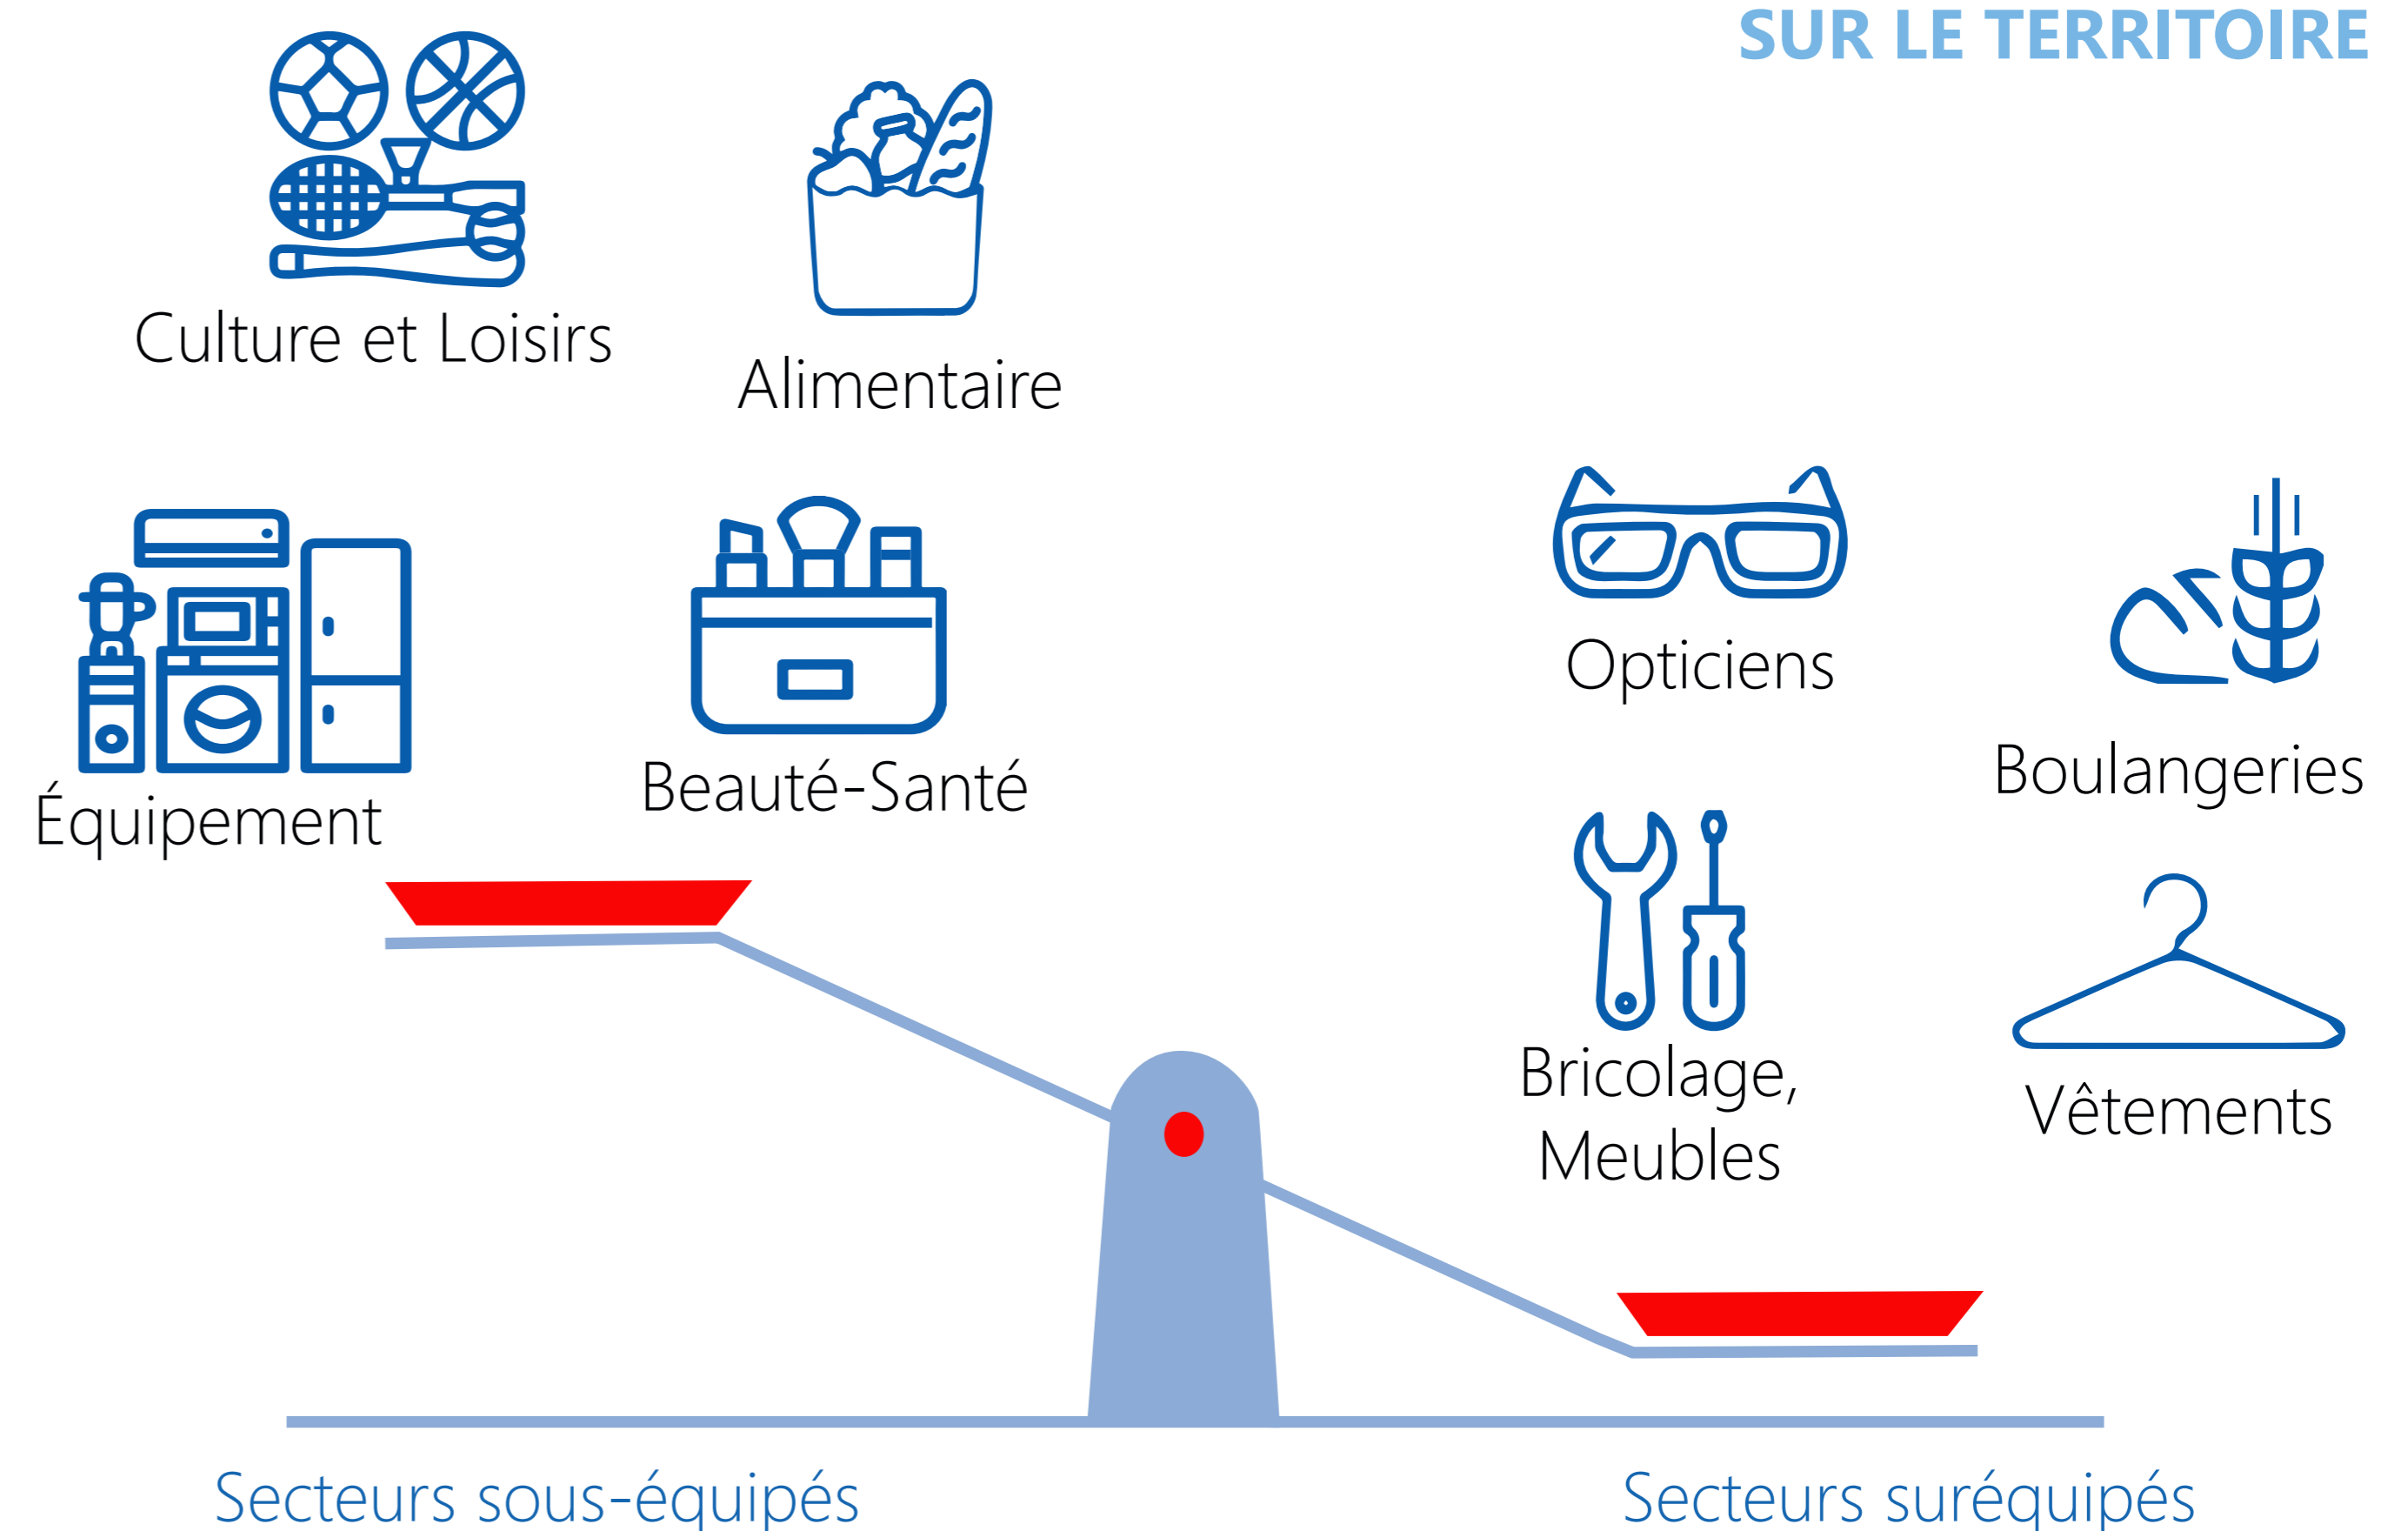 SUR LE TERRITOIRE
Culture et Loisirs
Alimentaire
Équipement
Beauté-Santé
Opticiens
Boulangeries
Bricolage,
Meubles
Vêtements
Secteurs sous-équipés
Secteurs suréquipés